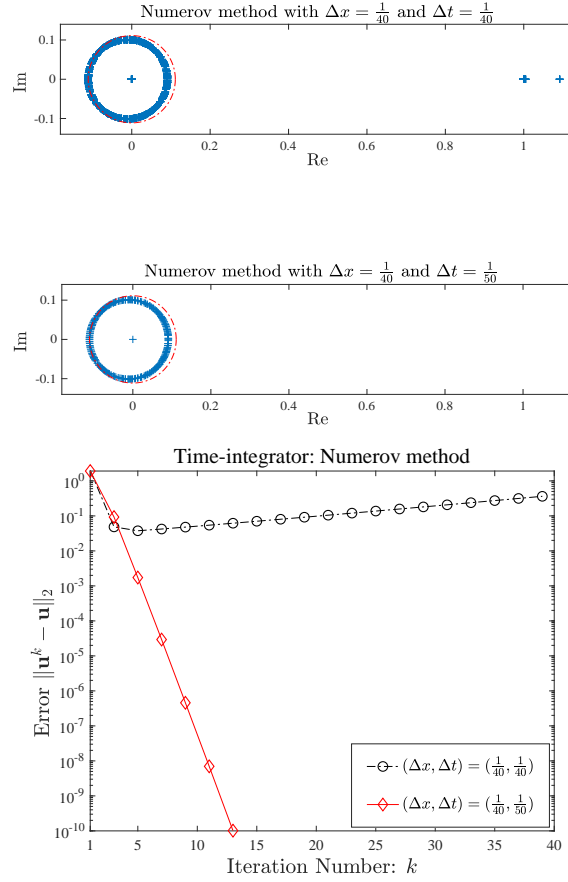 Numerov method with Δx = 1/40 and Δt = 1/40
0.1
0
-0.1
Im
0 0.2 0.4 0.6 0.8 1
Re
Numerov method with Δx = 1/40 and Δt = 1/50
0.1
0
-0.1
Im
0 0.2 0.4 0.6 0.8 1
Re
Time-integrator: Numerov method
10^0
10^-1
10^-2
10^-3
10^-4
10^-5
10^-6
10^-7
10^-8
10^-9
10^-10
Error ||u^k − u||_2
(Δx, Δt) = (1/40, 1/40)
(Δx, Δt) = (1/40, 1/50)
1 5 10 15 20 25 30 35 40
Iteration Number: k